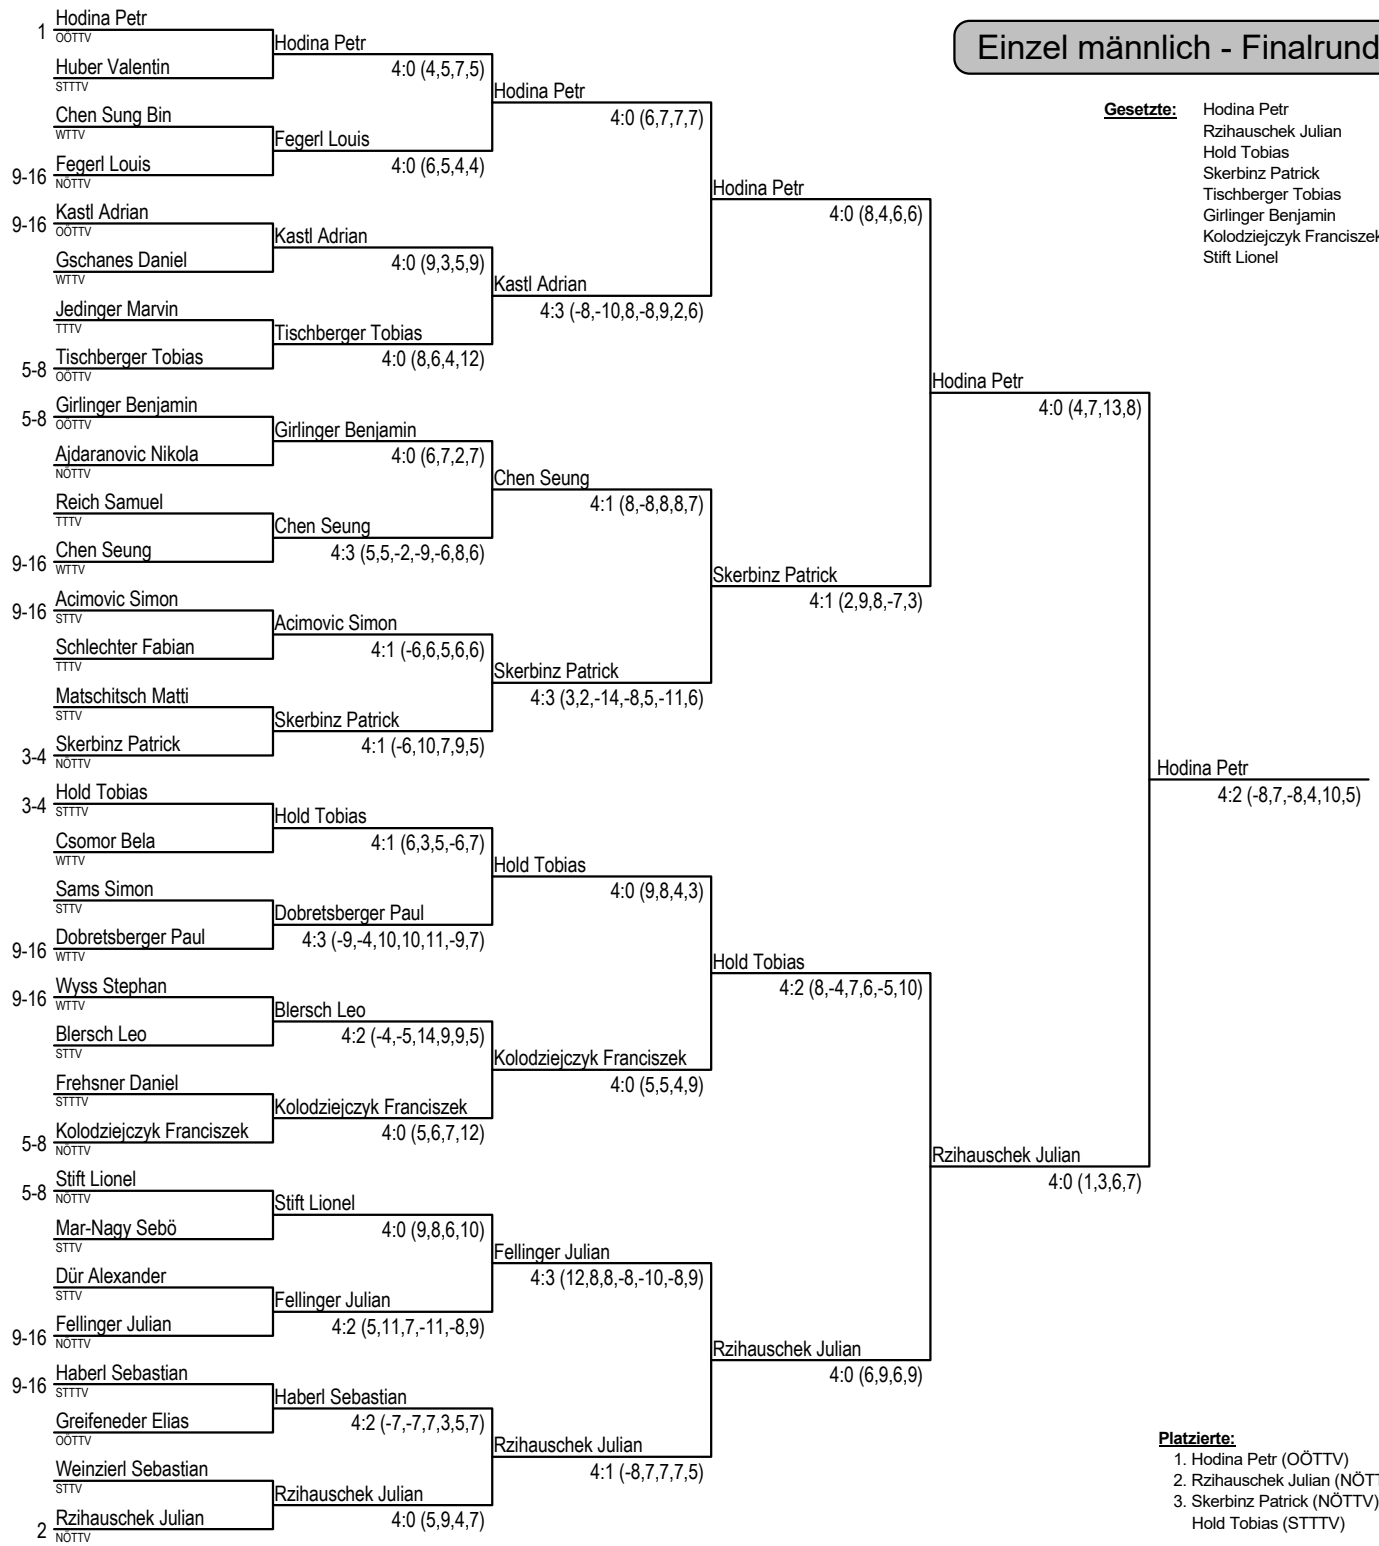 Einzel männlich - Finalrund
Gesetzte:
Hodina Petr
Rzihauschek Julian
Hold Tobias
Skerbinz Patrick
Tischberger Tobias
Girlinger Benjamin
Kolodziejczyk Franciszek
Stift Lionel
1 Hodina Petr
OÖTTV
Huber Valentin
STTTV
Chen Sung Bin
WTTV
9-16 Fegerl Louis
NÖTTV
9-16 Kastl Adrian
OÖTTV
Gschanes Daniel
WTTV
Jedinger Marvin
TTTV
5-8 Tischberger Tobias
OÖTTV
5-8 Girlinger Benjamin
OÖTTV
Ajdaranovic Nikola
NÖTTV
Reich Samuel
TTTV
9-16 Chen Seung
WTTV
9-16 Acimovic Simon
STTV
Schlechter Fabian
TTTV
Matschitsch Matti
STTV
3-4 Skerbinz Patrick
NÖTTV
3-4 Hold Tobias
STTTV
Csomor Bela
WTTV
Sams Simon
STTV
9-16 Dobretsberger Paul
WTTV
9-16 Wyss Stephan
WTTV
Blersch Leo
STTV
Frehsner Daniel
STTTV
5-8 Kolodziejczyk Franciszek
NÖTTV
5-8 Stift Lionel
NÖTTV
Mar-Nagy Sebö
STTV
Dür Alexander
STTV
9-16 Fellinger Julian
NÖTTV
9-16 Haberl Sebastian
STTTV
Greifeneder Elias
OÖTTV
Weinzierl Sebastian
STTV
2 Rzihauschek Julian
NÖTTV
Hodina Petr
4:0 (4,5,7,5)
Fegerl Louis
4:0 (6,5,4,4)
Kastl Adrian
4:0 (9,3,5,9)
Tischberger Tobias
4:0 (8,6,4,12)
Girlinger Benjamin
4:0 (6,7,2,7)
Chen Seung
4:3 (5,5,-2,-9,-6,8,6)
Acimovic Simon
4:1 (-6,6,5,6,6)
Skerbinz Patrick
4:1 (-6,10,7,9,5)
Hold Tobias
4:1 (6,3,5,-6,7)
Dobretsberger Paul
4:3 (-9,-4,10,10,11,-9,7)
Blersch Leo
4:2 (-4,-5,14,9,9,5)
Kolodziejczyk Franciszek
4:0 (5,6,7,12)
Stift Lionel
4:0 (9,8,6,10)
Fellinger Julian
4:2 (5,11,7,-11,-8,9)
Haberl Sebastian
4:2 (-7,-7,7,3,5,7)
Rzihauschek Julian
4:0 (5,9,4,7)
Hodina Petr
4:0 (6,7,7,7)
Kastl Adrian
4:3 (-8,-10,8,-8,9,2,6)
Chen Seung
4:1 (8,-8,8,8,7)
Skerbinz Patrick
4:3 (3,2,-14,-8,5,-11,6)
Hold Tobias
4:0 (9,8,4,3)
Kolodziejczyk Franciszek
4:0 (5,5,4,9)
Fellinger Julian
4:3 (12,8,8,-8,-10,-8,9)
Rzihauschek Julian
4:1 (-8,7,7,7,5)
Hodina Petr
4:0 (8,4,6,6)
Skerbinz Patrick
4:1 (2,9,8,-7,3)
Hold Tobias
4:2 (8,-4,7,6,-5,10)
Rzihauschek Julian
4:0 (6,9,6,9)
Hodina Petr
4:0 (4,7,13,8)
Rzihauschek Julian
4:0 (1,3,6,7)
Hodina Petr
4:2 (-8,7,-8,4,10,5)
Platzierte:
1. Hodina Petr (OÖTTV)
2. Rzihauschek Julian (NÖTT
3. Skerbinz Patrick (NÖTTV)
Hold Tobias (STTTV)